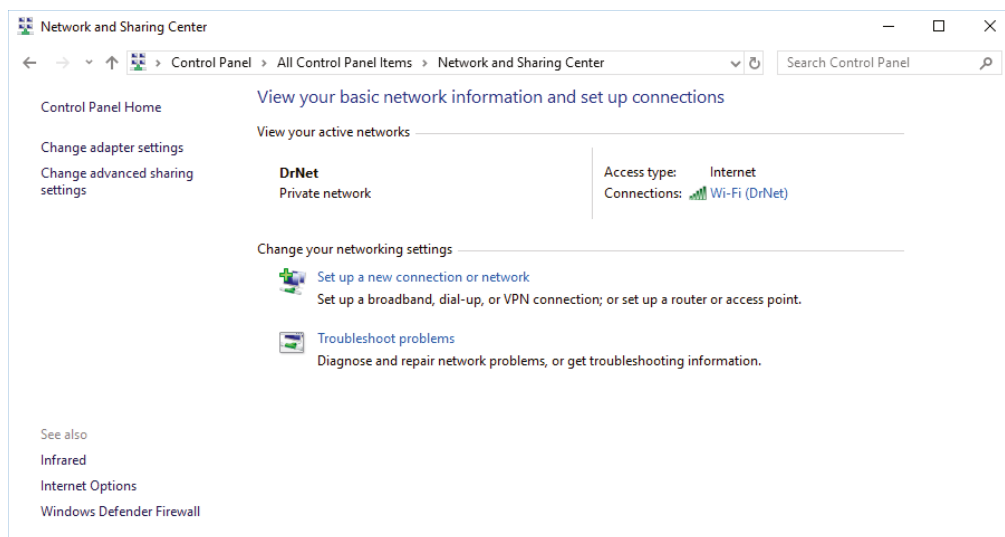 Network and Sharing Center
Control Panel > All Control Panel Items > Network and Sharing Center
Search Control Panel
Control Panel Home
Change adapter settings
Change advanced sharing
settings
View your basic network information and set up connections
View your active networks
DrNet
Private network
Access type: Internet
Connections: Wi-Fi (DrNet)
Change your networking settings
Set up a new connection or network
Set up a broadband, dial-up, or VPN connection; or set up a router or access point.
Troubleshoot problems
Diagnose and repair network problems, or get troubleshooting information.
See also
Infrared
Internet Options
Windows Defender Firewall